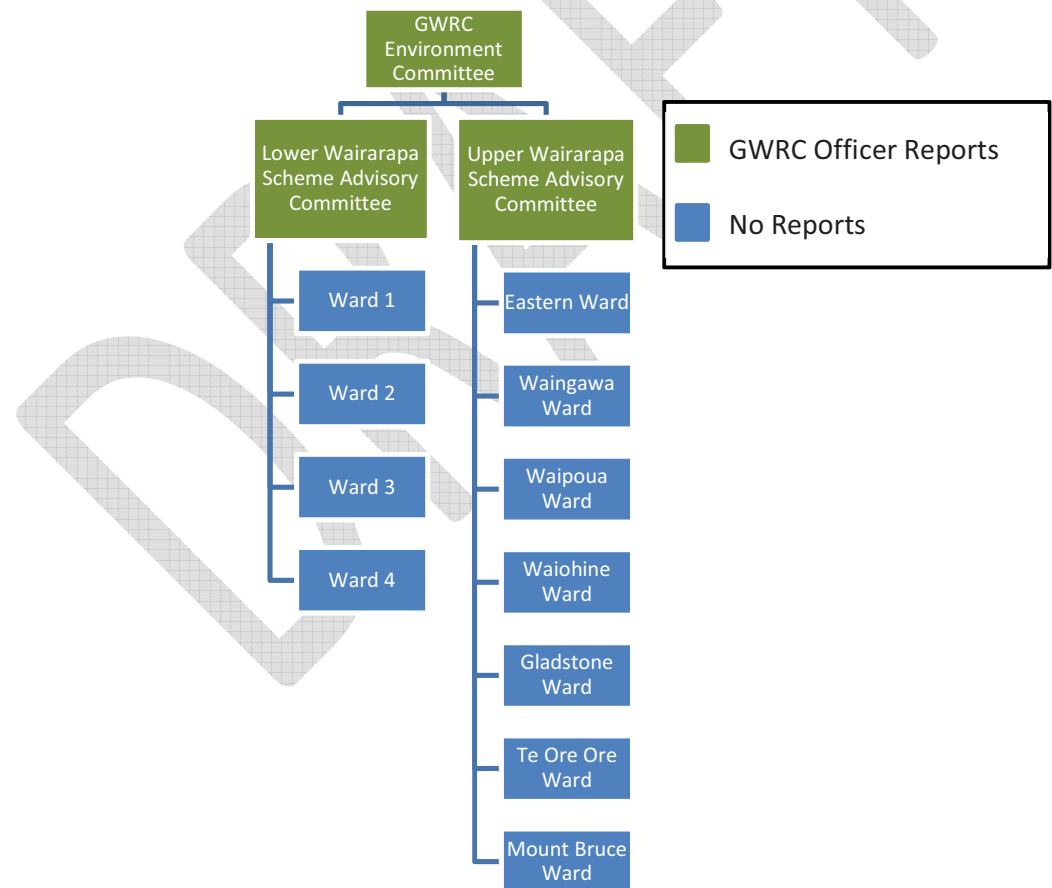 GWRC
Environment
Committee
Lower Wairarapa
Scheme Advisory
Committee
Upper Wairarapa
Scheme Advisory
Committee
GWRC Officer Reports
No Reports
Ward 1
Ward 2
Ward 3
Ward 4
Eastern Ward
Waingawa
Ward
Waipoua
Ward
Waiohine
Ward
Gladstone
Ward
Te Ore Ore
Ward
Mount Bruce
Ward